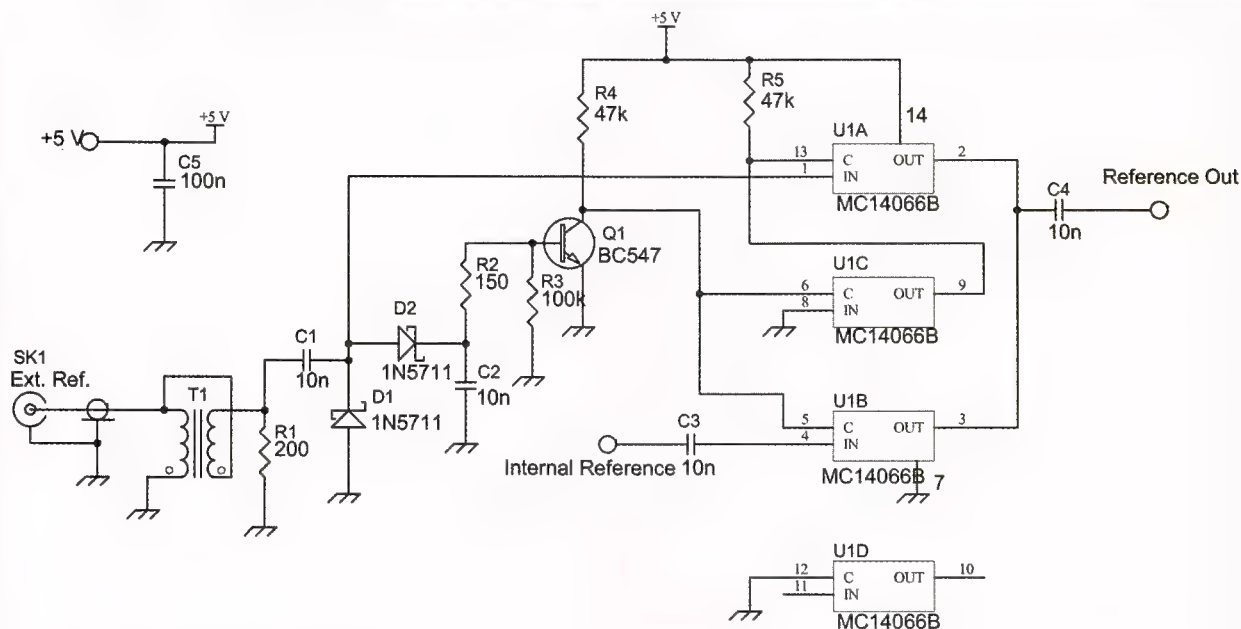 +5 V
R4
47k
R5
47k
14
+5 V
+5 V
C5
100n
U1A
13
C
OUT
2
1
IN
MC14066B
C4
10n
Reference Out
Q1
BC547
R2
150
R3
100k
U1C
6
C
OUT
9
8
IN
MC14066B
D2
1N5711
C1
10n
C2
10n
SK1
Ext. Ref.
T1
D1
1N5711
R1
200
U1B
5
C
OUT
3
4
IN
MC14066B
7
C3
Internal Reference 10n
U1D
12
C
OUT
10
11
IN
MC14066B